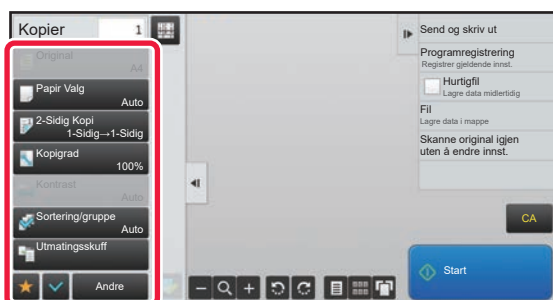 Kopier 1
Original
A4
Papir Valg
Auto
2-Sidig Kopi
1-Sidig→1-Sidig
Kopigrad
100%
Kontrast
Auto
Sortering/gruppe
Auto
Utmatingsskuff
Andre
Send og skriv ut
Programregistrering
Registrer gjeldende innst.
Hurtigfil
Lagre data midlertidig
Fil
Lagre data i mappe
Skanne original igjen
uten å endre innst.
CA
Start